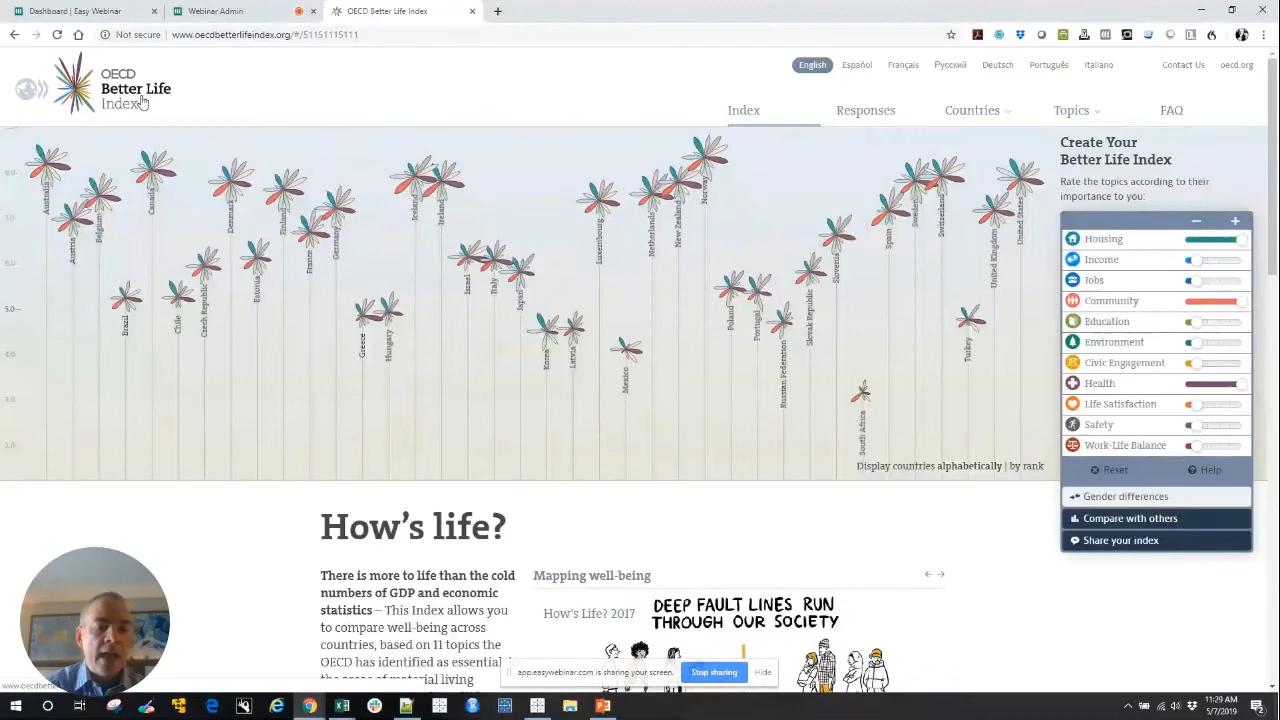 Dashboard | Easy Webinar
Webinar Admin
OECD Better Life Index
Not secure | www.oecdbetterlifeindex.org/#/51151115111
OECD
Better Life
Index
English
Español
Français
Русский
Deutsch
Português
Italiano
Contact Us
oecd.org
Index
Responses
Countries
Topics
FAQ
Create Your
Better Life Index
Rate the topics according to their
importance to you:
Housing
Income
Jobs
Community
Education
Environment
Civic Engagement
Health
Life Satisfaction
Safety
Work-Life Balance
Reset
Help
Gender differences
Compare with others
Share your index
5.0
Australia
Austria
Belgium
Brazil
Canada
Chile
Czech Republic
Denmark
Estonia
Finland
France
Germany
Greece
Hungary
Iceland
Ireland
Israel
Italy
Japan
Korea
Latvia
Luxembourg
Mexico
Netherlands
New Zealand
Norway
Poland
Portugal
Russian Federation
Slovak Republic
Slovenia
South Africa
Spain
Sweden
Switzerland
Turkey
United Kingdom
United States
Display countries alphabetically | by rank
How's life?
There is more to life than the cold
numbers of GDP and economic
statistics – This Index allows you
to compare well-being across
countries, based on 11 topics the
OECD has identified as essential,
Mapping well-being
How's Life? 2017
DEEP FAULT LINES RUN
THROUGH OUR SOCIETY
app.easywebinar.com is sharing your screen.
Stop sharing
Hide
11:29 AM
5/7/2019